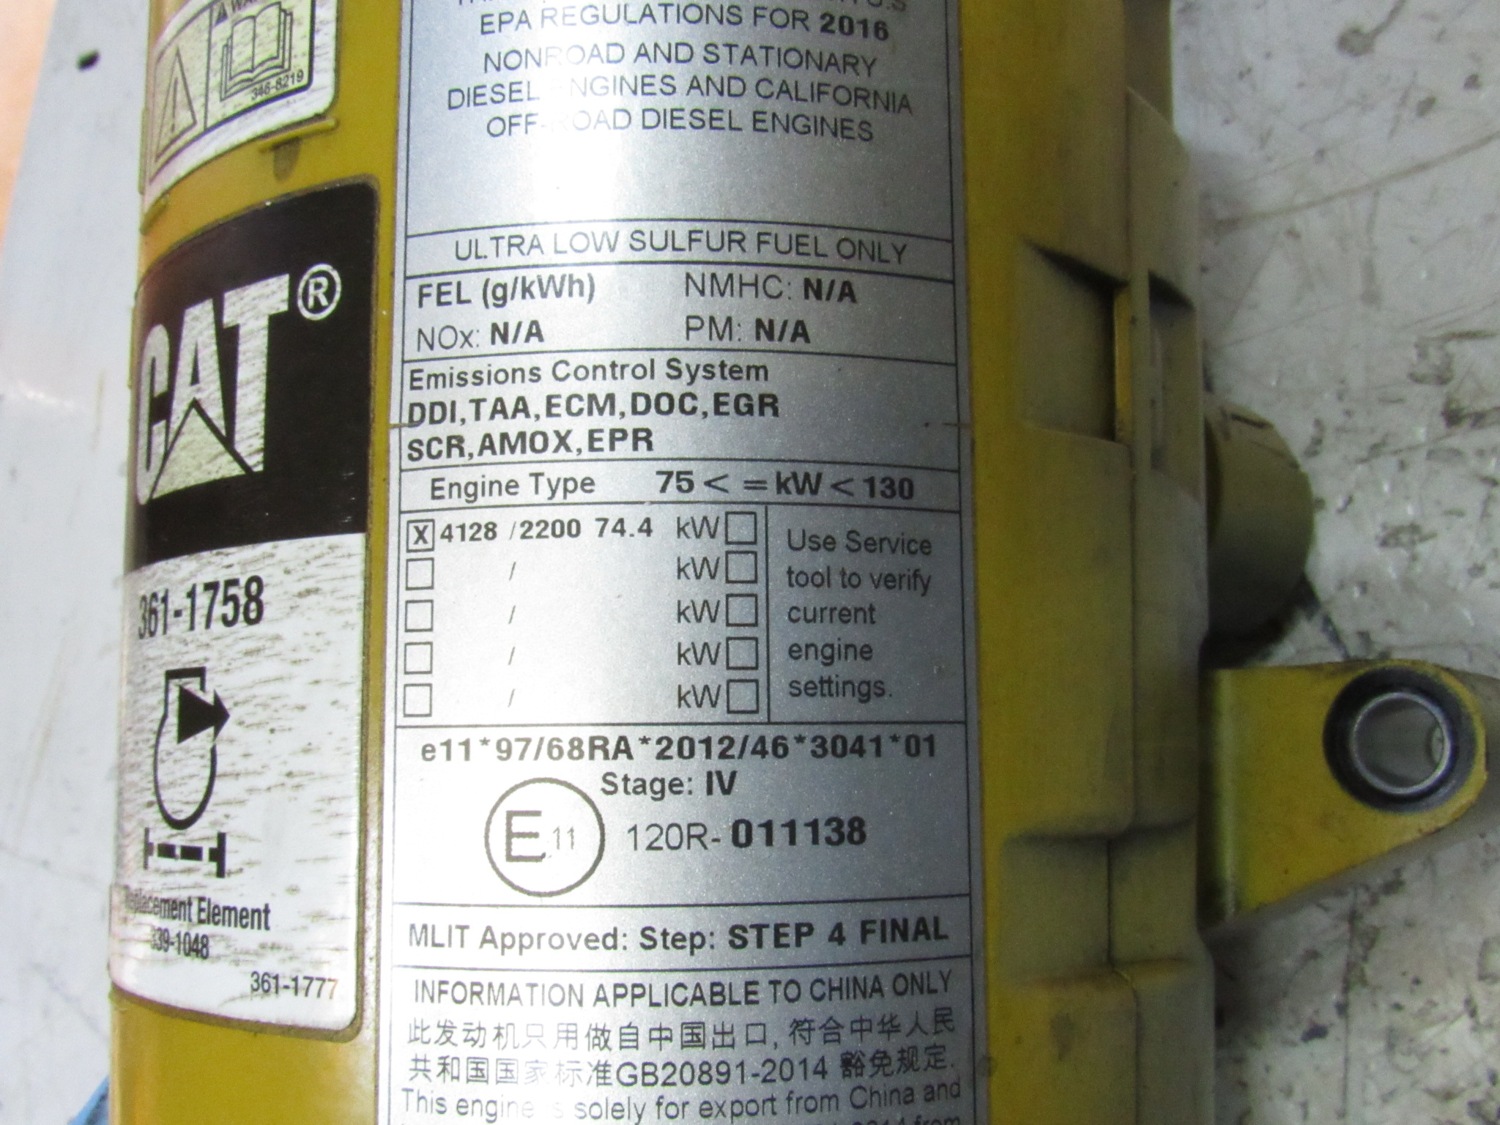 EPA REGULATIONS FOR 2016
NONROAD AND STATIONARY
DIESEL ENGINES AND CALIFORNIA
OFF-ROAD DIESEL ENGINES
ULTRA LOW SULFUR FUEL ONLY
FEL (g/kWh) NMHC: N/A
NOx: N/A PM: N/A
Emissions Control System
DDI,TAA,ECM,DOC,EGR
SCR,AMOX,EPR
Engine Type 75 < = kW < 130
X 4128 /2200 74.4 kW
/ kW
/ kW
/ kW
/ kW
Use Service
tool to verify
current
engine
settings.
e11*97/68RA*2012/46*3041*01
Stage: IV
E 11 120R-011138
MLIT Approved: Step: STEP 4 FINAL
INFORMATION APPLICABLE TO CHINA ONLY
此发动机只用做自中国出口, 符合中华人民
共和国国家标准GB20891-2014 豁免规定.
This engine is solely for export from China and
346-8219
CAT®
361-1758
Replacement Element
339-1048
361-1777